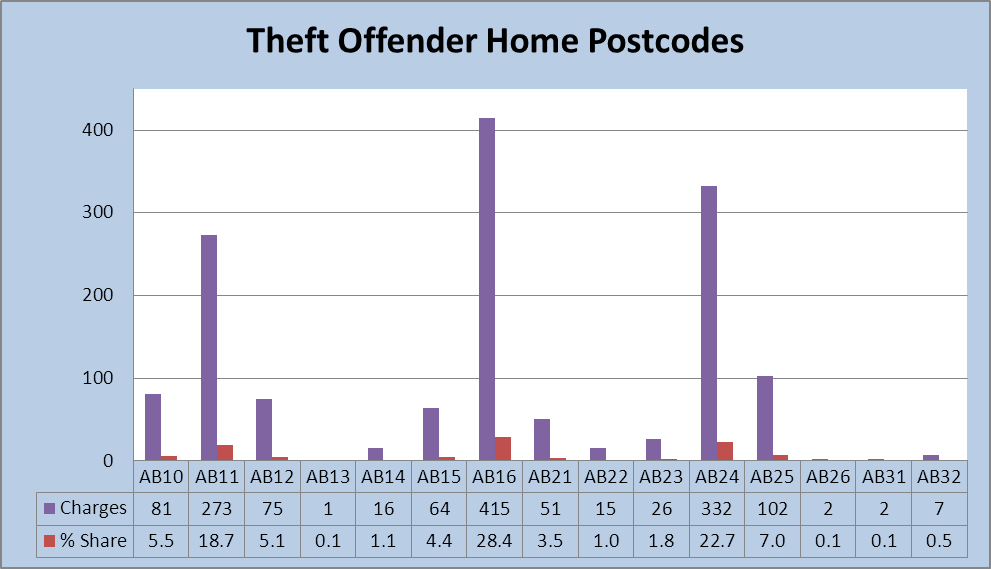 Theft Offender Home Postcodes
400
300
200
100
0
AB10 AB11 AB12 AB13 AB14 AB15 AB16 AB21 AB22 AB23 AB24 AB25 AB26 AB31 AB32
Charges 81 273 75 1 16 64 415 51 15 26 332 102 2 2 7
% Share 5.5 18.7 5.1 0.1 1.1 4.4 28.4 3.5 1.0 1.8 22.7 7.0 0.1 0.1 0.5